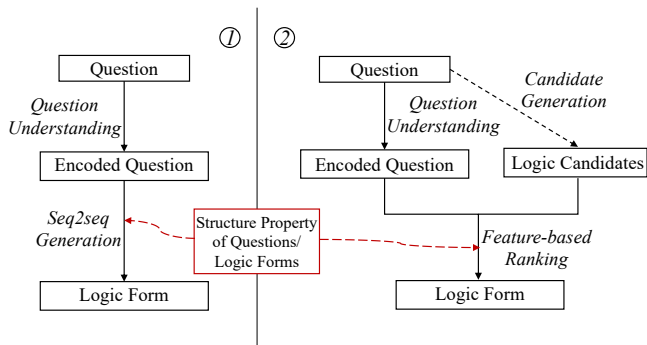 ①
Question
Question
Understanding
Encoded Question
Seq2seq
Generation
Logic Form
Structure Property
of Questions/
Logic Forms
②
Question
Candidate
Generation
Question
Understanding
Encoded Question
Logic Candidates
Feature-based
Ranking
Logic Form